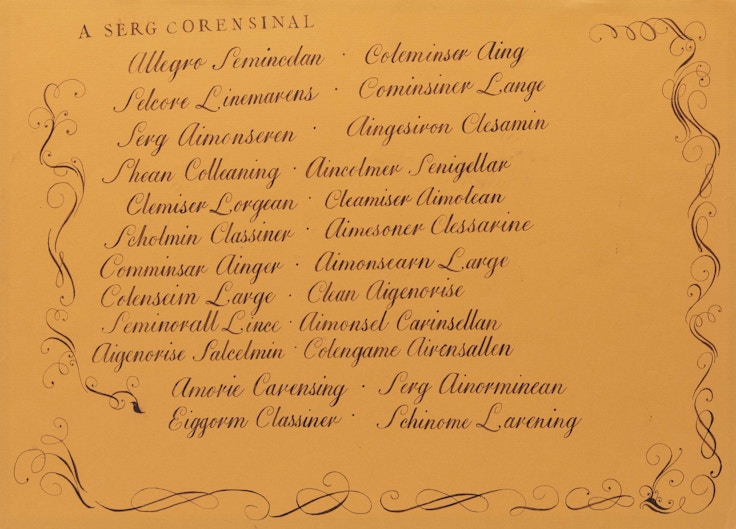 A SERG CORENSINAL
Allegro Seminedan · Coleminser Aing
Selcore Linemarens · Cominsiner Lange
Serg Aimonseren · Aingesiron Clesamin
Shean Colleaning · Aincolmer Senigellar
Clemiser Lorgean · Cleamiser Aimolean
Scholmin Classiner · Aimesoner Clessarine
Comminsar Ainger · Aimonsearn Large
Colenseim Large · Clean Aigenorise
Seminorall Lince · Aimonsel Carinsellan
Aigenorise Salcelmin · Colengame Airensallen
Amorie Carensing · Serg Ainorminean
Eiggorm Classiner · Schinome Larening